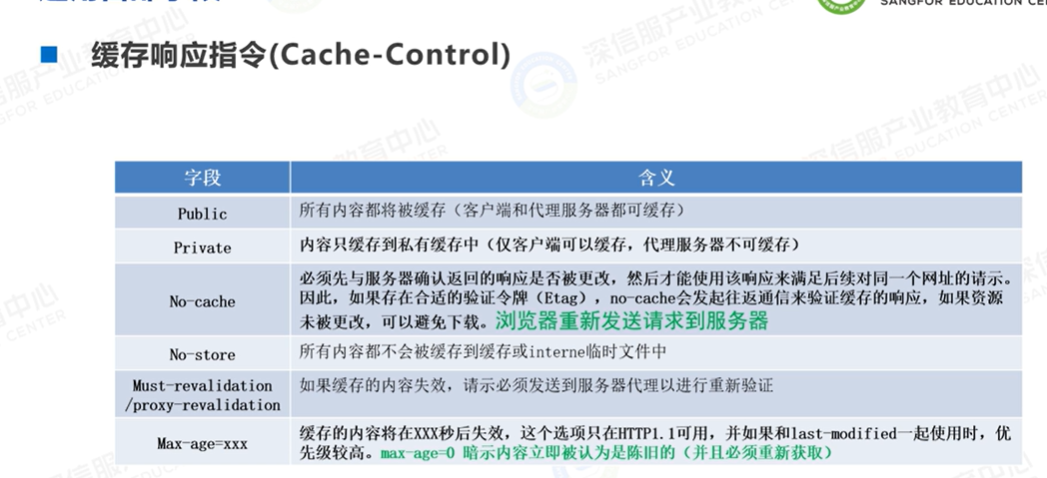 SANGFOR EDUCATION CE
■ 缓存响应指令(Cache-Control)
字段 含义
Public 所有内容都将被缓存（客户端和代理服务器都可缓存）
Private 内容只缓存到私有缓存中（仅客户端可以缓存，代理服务器不可缓存）
必须先与服务器确认返回的响应是否被更改，然后才能使用该响应来满足后续对同一个网址的请示。
No-cache 因此，如果存在合适的验证令牌（Etag），no-cache会发起往返通信来验证缓存的响应，如果资源
未被更改，可以避免下载。浏览器重新发送请求到服务器
No-store 所有内容都不会被缓存到缓存或interne临时文件中
Must-revalidation 如果缓存的内容失效，请示必须发送到服务器代理以进行重新验证
/proxy-revalidation
缓存的内容将在XXX秒后失效，这个选项只在HTTP1.1可用，并如果和last-modified一起使用时，优
Max-age=xxx
先级较高。max-age=0 暗示内容立即被认为是陈旧的（并且必须重新获取）
深信服产业教育中心
SANGFOR EDUCATION CENTER